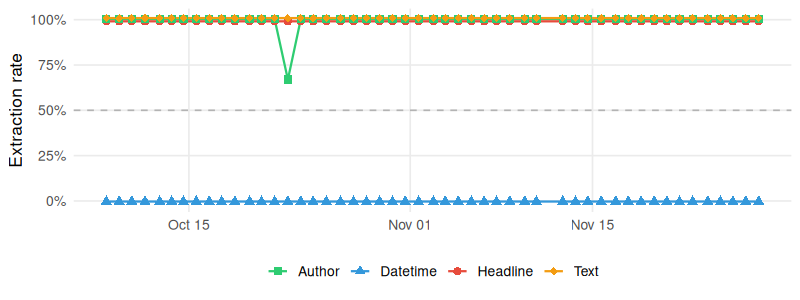 Extraction rate
100%
75%
50%
25%
0%
Oct 15 Nov 01 Nov 15
Author Datetime Headline Text